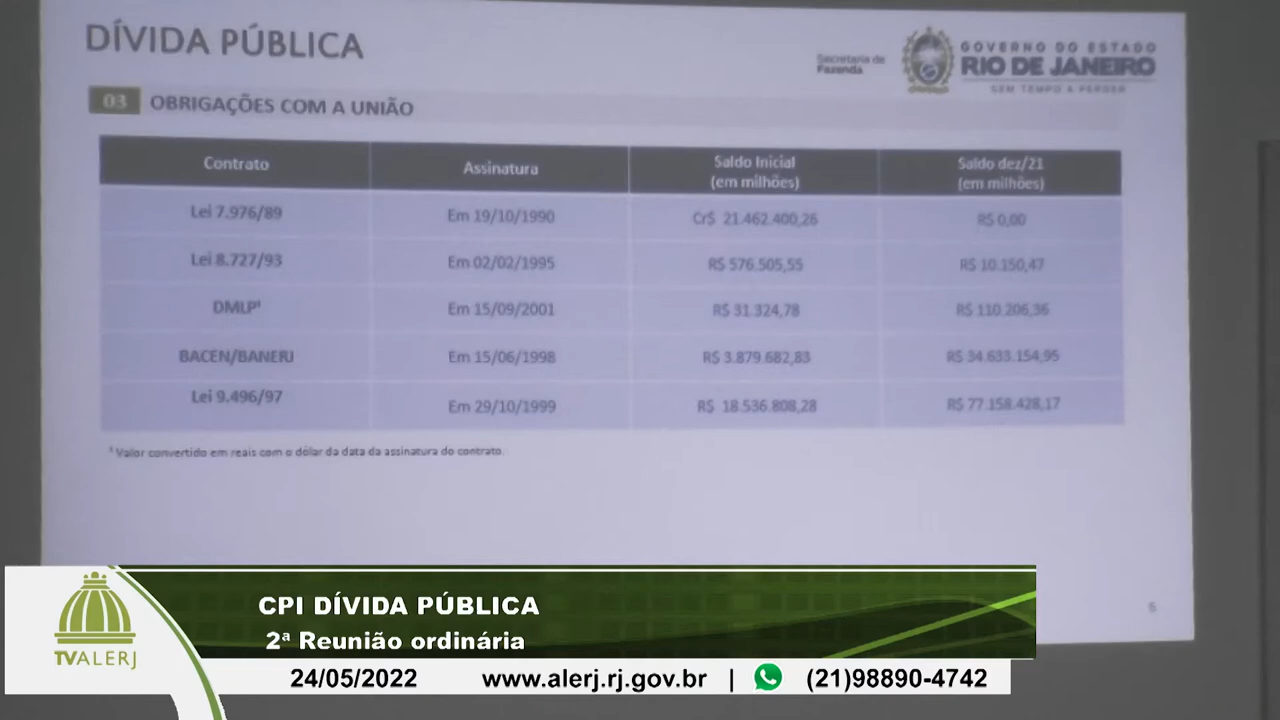 DÍVIDA PÚBLICA
Secretaria de
Fazenda
GOVERNO DO ESTADO
RIO DE JANEIRO
SEM TEMPO A PERDER
03 OBRIGAÇÕES COM A UNIÃO
Contrato Assinatura Saldo Inicial (em milhões) Saldo dez/21 (em milhões)
Lei 7.976/89 Em 19/10/1990 Cr$ 21.462.400,26 R$ 0,00
Lei 8.727/93 Em 02/02/1995 R$ 576.505,55 R$ 10.150,47
DMLP¹ Em 15/09/2001 R$ 31.324,78 R$ 110.206,36
BACEN/BANERJ Em 15/06/1998 R$ 3.879.682,83 R$ 34.633.154,95
Lei 9.496/97 Em 29/10/1999 R$ 18.536.808,28 R$ 77.158.428,17
¹ Valor convertido em reais com o dólar da data da assinatura do contrato.
6
CPI DÍVIDA PÚBLICA
2ª Reunião ordinária
TVALERJ
24/05/2022 www.alerj.rj.gov.br | (21)98890-4742